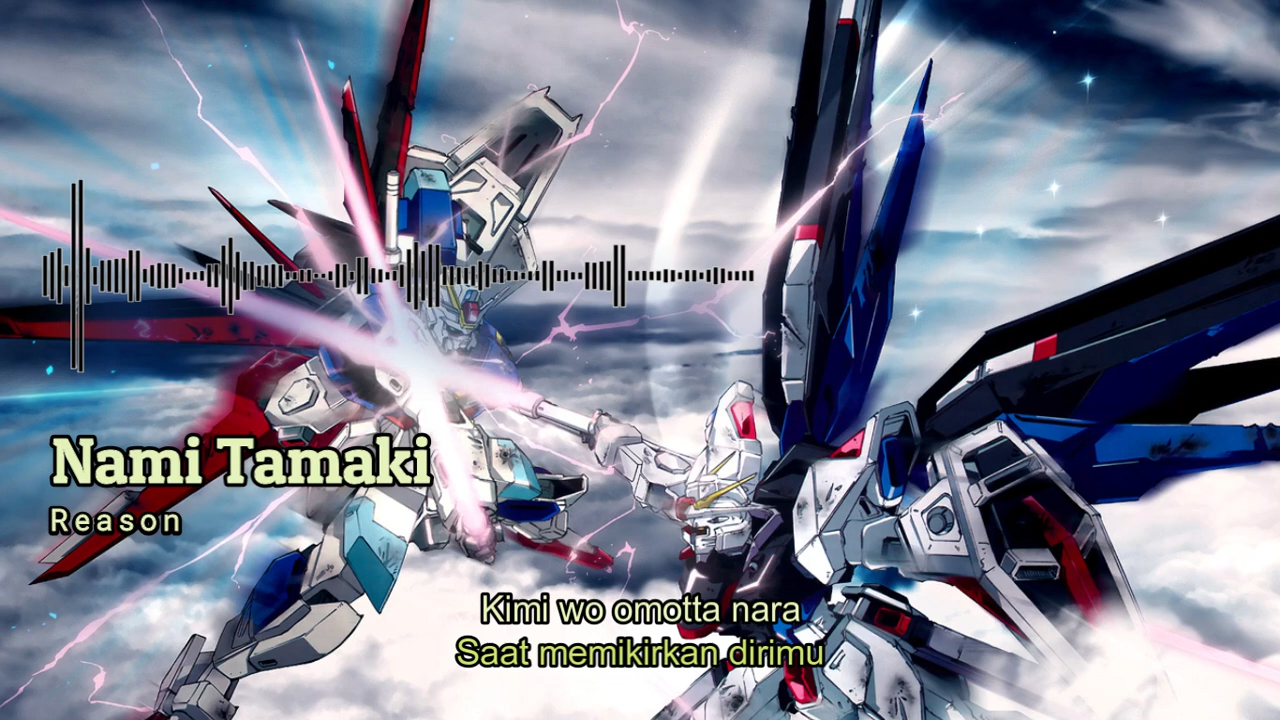 Nami Tamaki
Reason
Kimi wo omotta nara
Saat memikirkan dirimu